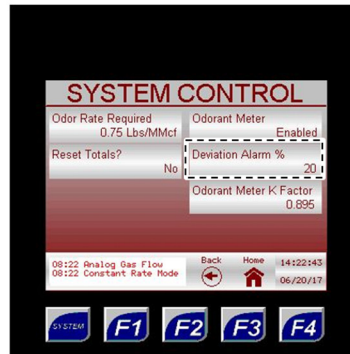 SYSTEM CONTROL
Odor Rate Required
0.75 Lbs/MMcf
Odorant Meter
Enabled
Reset Totals?
No
Deviation Alarm %
20
Odorant Meter K Factor
0.895
08:22 Analog Gas Flow
08:22 Constant Rate Mode
Back
Home
14:22:43
06/20/17
SYSTEM
F1
F2
F3
F4